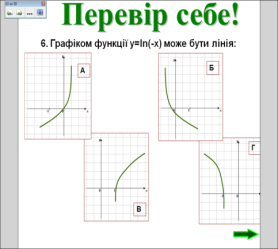 Перевір себе!
6. Графіком функції y=ln(-x) може бути лінія:
А
Б
В
Г